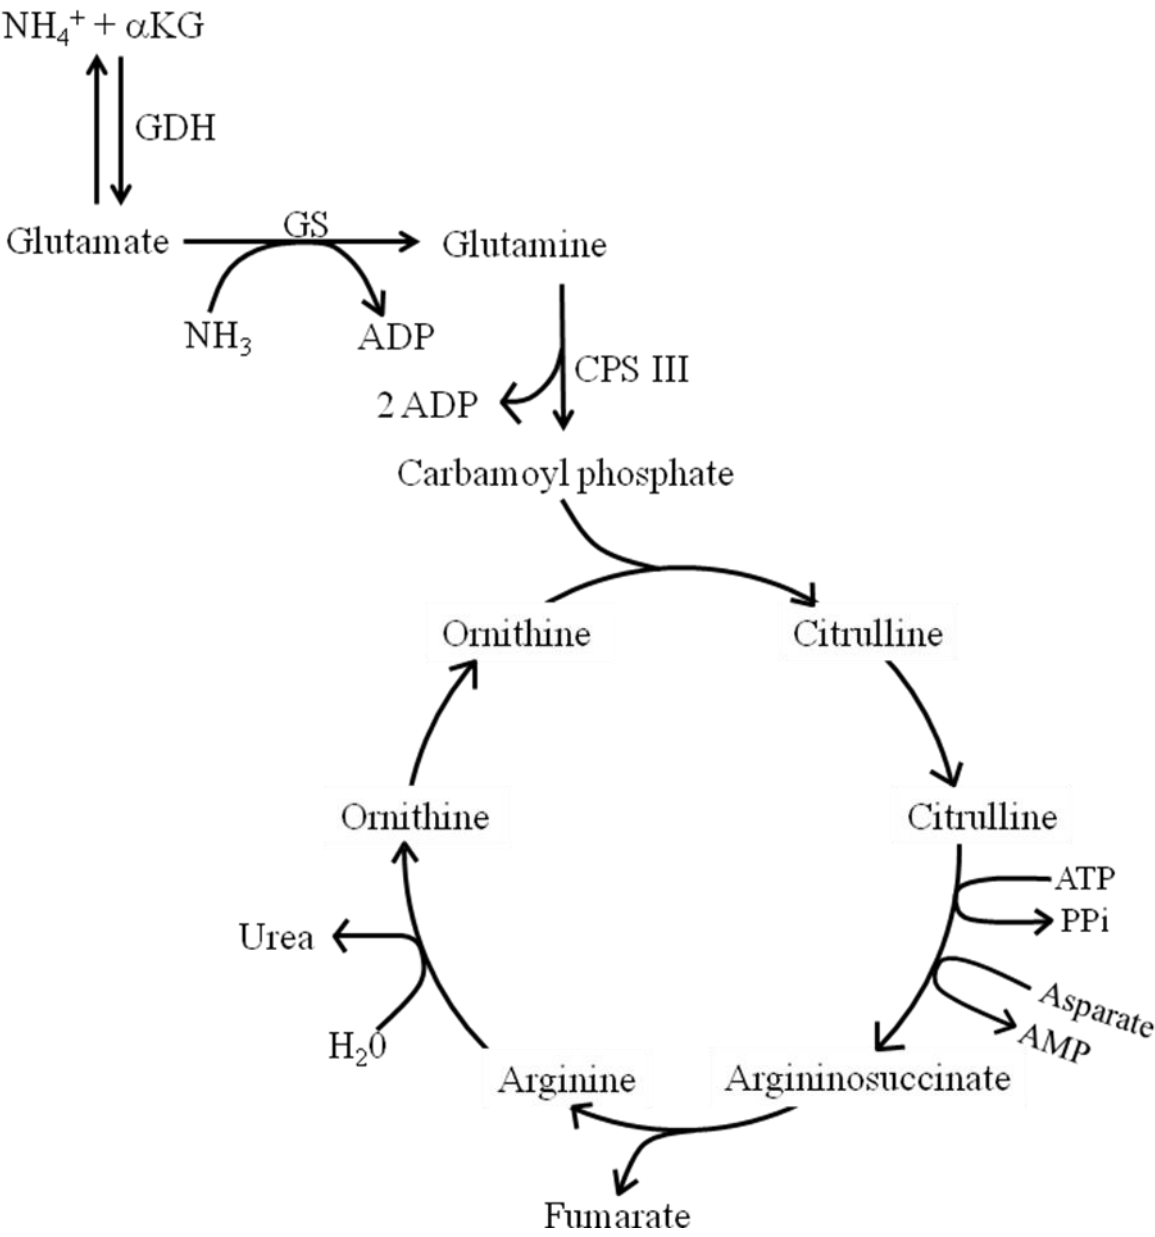 NH₄⁺ + αKG
GDH
GS
Glutamate
Glutamine
NH₃
ADP
CPS III
2 ADP
Carbamoyl phosphate
Ornithine
Citrulline
Ornithine
Citrulline
ATP
PPi
Urea
Asparate
AMP
H₂0
Arginine
Argininosuccinate
Fumarate